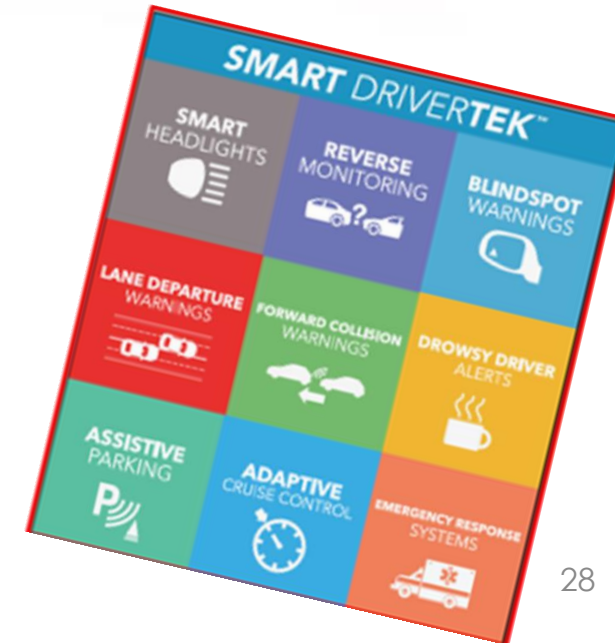 SMART DRIVERTEK™
SMART
HEADLIGHTS
REVERSE
MONITORING
?
BLINDSPOT
WARNINGS
LANE DEPARTURE
WARNINGS
FORWARD COLLISION
WARNINGS
DROWSY DRIVER
ALERTS
ASSISTIVE
PARKING
P
ADAPTIVE
CRUISE CONTROL
EMERGENCY RESPONSE
SYSTEMS
28